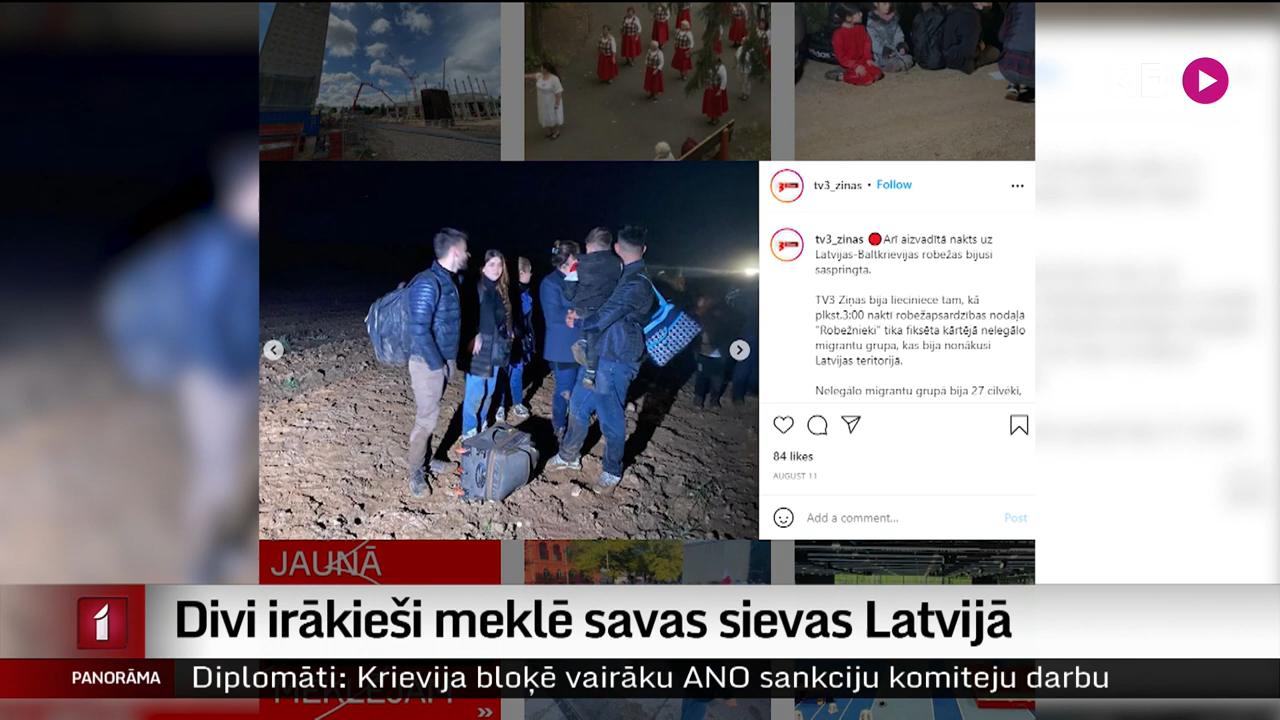 tv3_zinas • Follow
tv3_zinas 🔴Arī aizvadītā nakts uz
Latvijas-Baltkrievijas robežas bijusi
saspringta.
TV3 Ziņas bija lieciniece tam, kā
plkst.3:00 naktī robežapsardzības nodaļā
"Robežnieki" tika fiksēta kārtējā nelegālo
migrantu grupa, kas bija nonākusi
Latvijas teritorijā.
Nelegālo migrantu grupā bija 27 cilvēki,
84 likes
AUGUST 11
Add a comment...
Post
JAUNĀ
1
Divi irākieši meklē savas sievas Latvijā
PANORĀMA
Diplomāti: Krievija bloķē vairāku ANO sankciju komiteju darbu